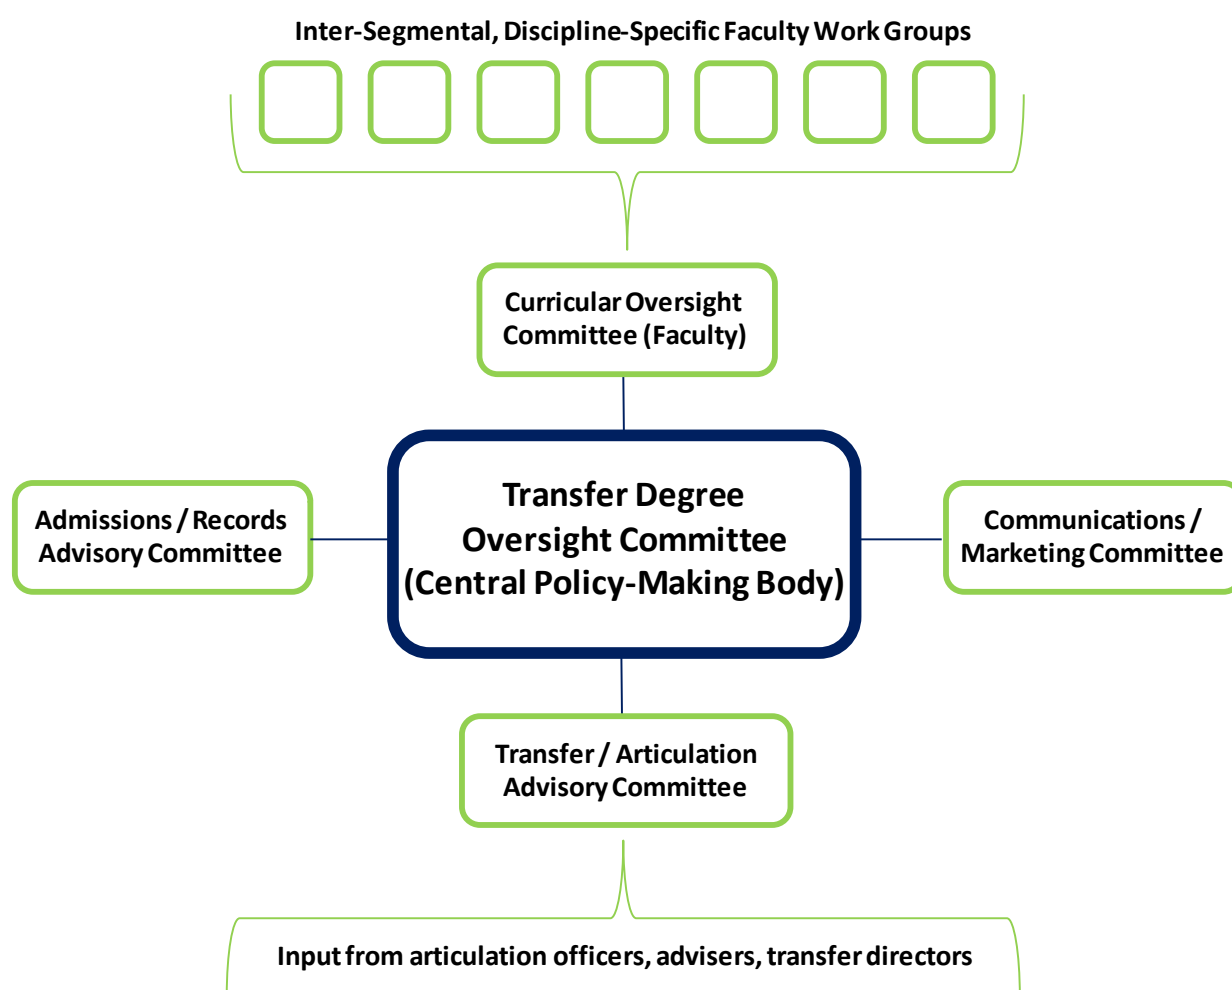 Inter-Segmental, Discipline-Specific Faculty Work Groups
Curricular Oversight
Committee (Faculty)
Transfer Degree
Oversight Committee
(Central Policy-Making Body)
Admissions / Records
Advisory Committee
Communications /
Marketing Committee
Transfer / Articulation
Advisory Committee
Input from articulation officers, advisers, transfer directors